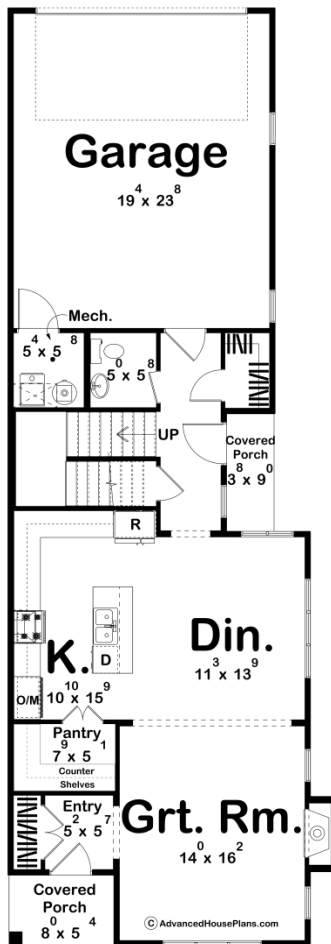 Garage
19⁴ x 23⁸
Mech.
5⁴ x 5⁸
5⁰ x 5⁸
UP
Covered
Porch
3⁸ x 9⁰
R
Din.
11³ x 13⁹
D
K.
10¹⁰ x 15⁹
O/M
Pantry
7⁹ x 5¹
Counter
Shelves
Entry
5² x 5⁷
Grt. Rm.
14⁰ x 16²
Covered
Porch
8⁰ x 5⁴
© AdvancedHousePlans.com